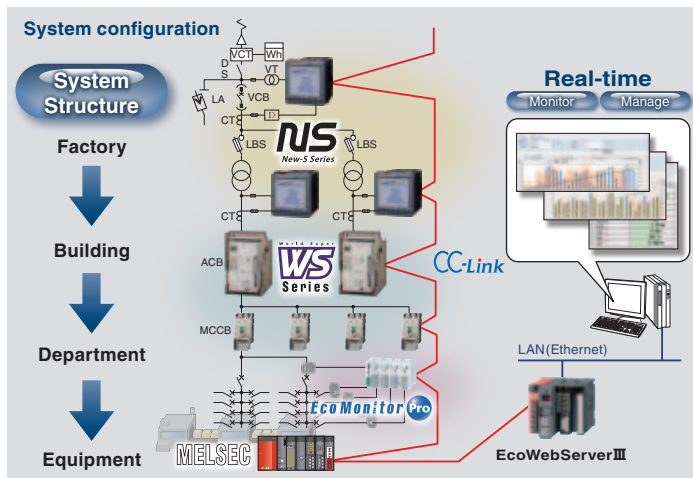 System configuration
System
Structure
Factory
Building
Department
Equipment
VCT
Wh
D
S
VT
LA
VCB
CT
I>
LBS
LBS
NS
New-S Series
CT
CT
ACB
World Super
WS
Series
CC-Link
MCCB
EcoMonitor Pro
MELSEC
Real-time
Monitor
Manage
LAN(Ethernet)
EcoWebServerIII